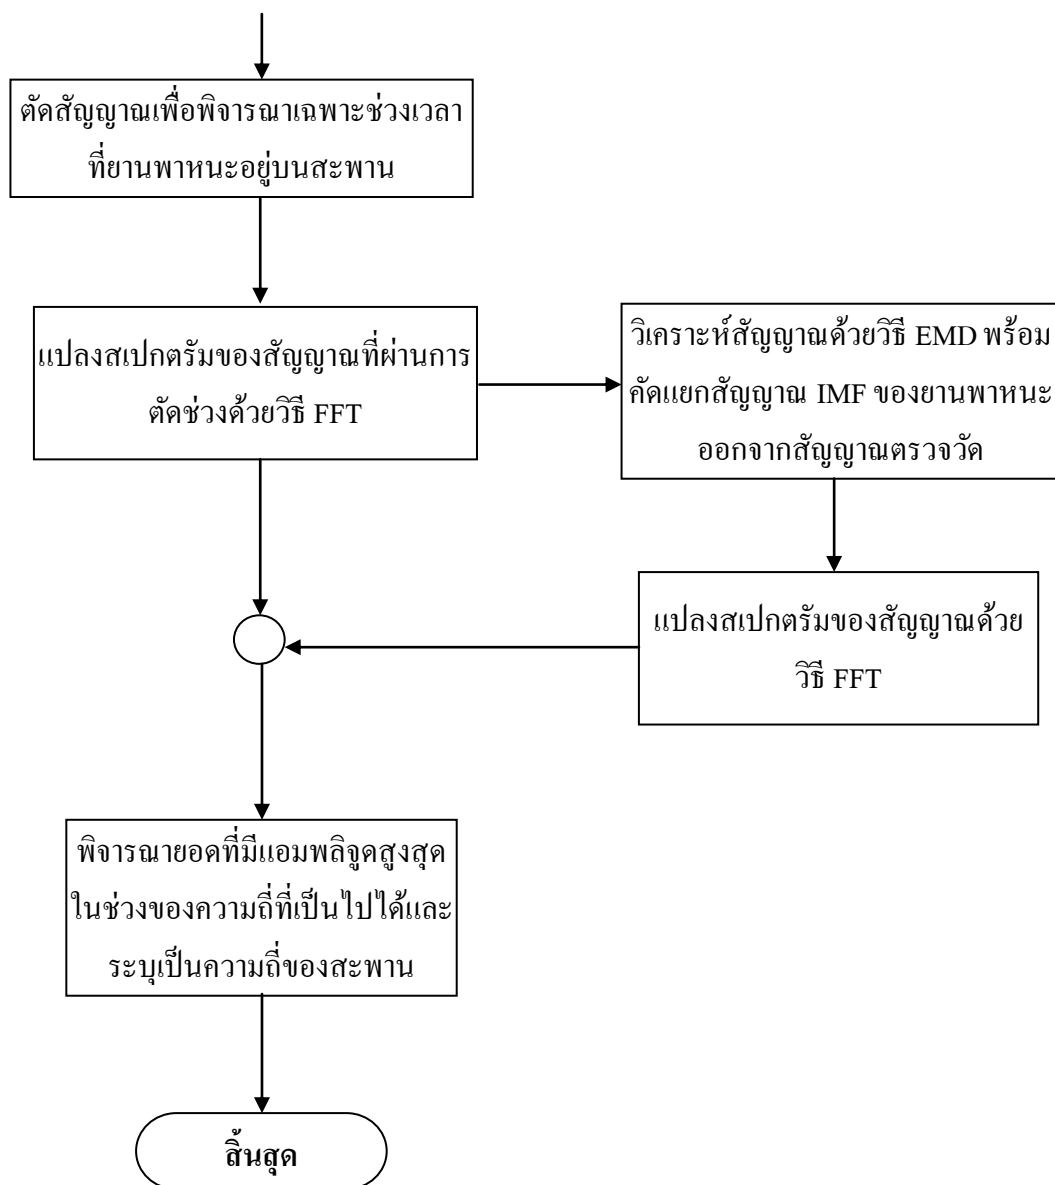 ตัดสัญญาณเพื่อพิจารณาเฉพาะช่วงเวลา
ที่ยานพาหนะอยู่บนสะพาน
แปลงสเปกตรัมของสัญญาณที่ผ่านการ
ตัดช่วงด้วยวิธี FFT
วิเคราะห์สัญญาณด้วยวิธี EMD พร้อม
คัดแยกสัญญาณ IMF ของยานพาหนะ
ออกจากสัญญาณตรวจวัด
แปลงสเปกตรัมของสัญญาณด้วย
วิธี FFT
พิจารณายอดที่มีแอมพลิจูดสูงสุด
ในช่วงของความถี่ที่เป็นไปได้และ
ระบุเป็นความถี่ของสะพาน
สิ้นสุด